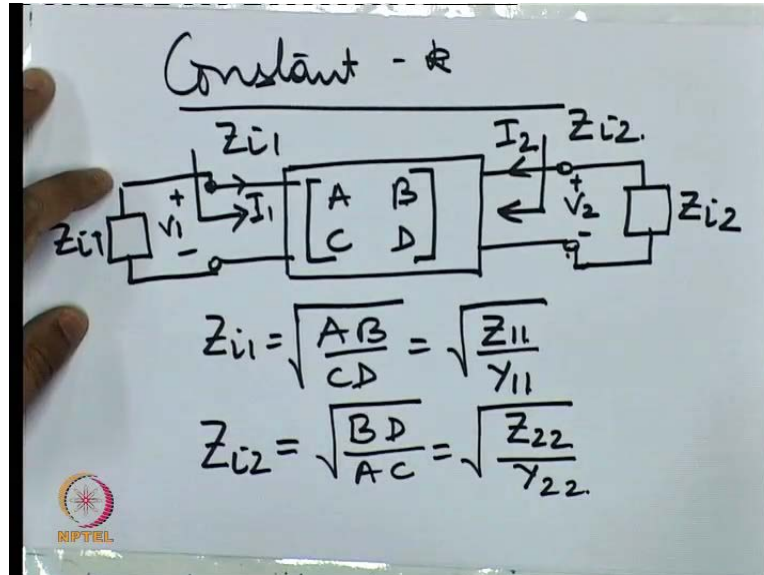 Constant - k
Zi1 I2 Zi2.
Zi1 + V1 - I1 [A B C D] + V2 - Zi2
Zi1 = √(AB/CD) = √(Z11/Y11)
Zi2 = √(BD/AC) = √(Z22/Y22).
NPTEL